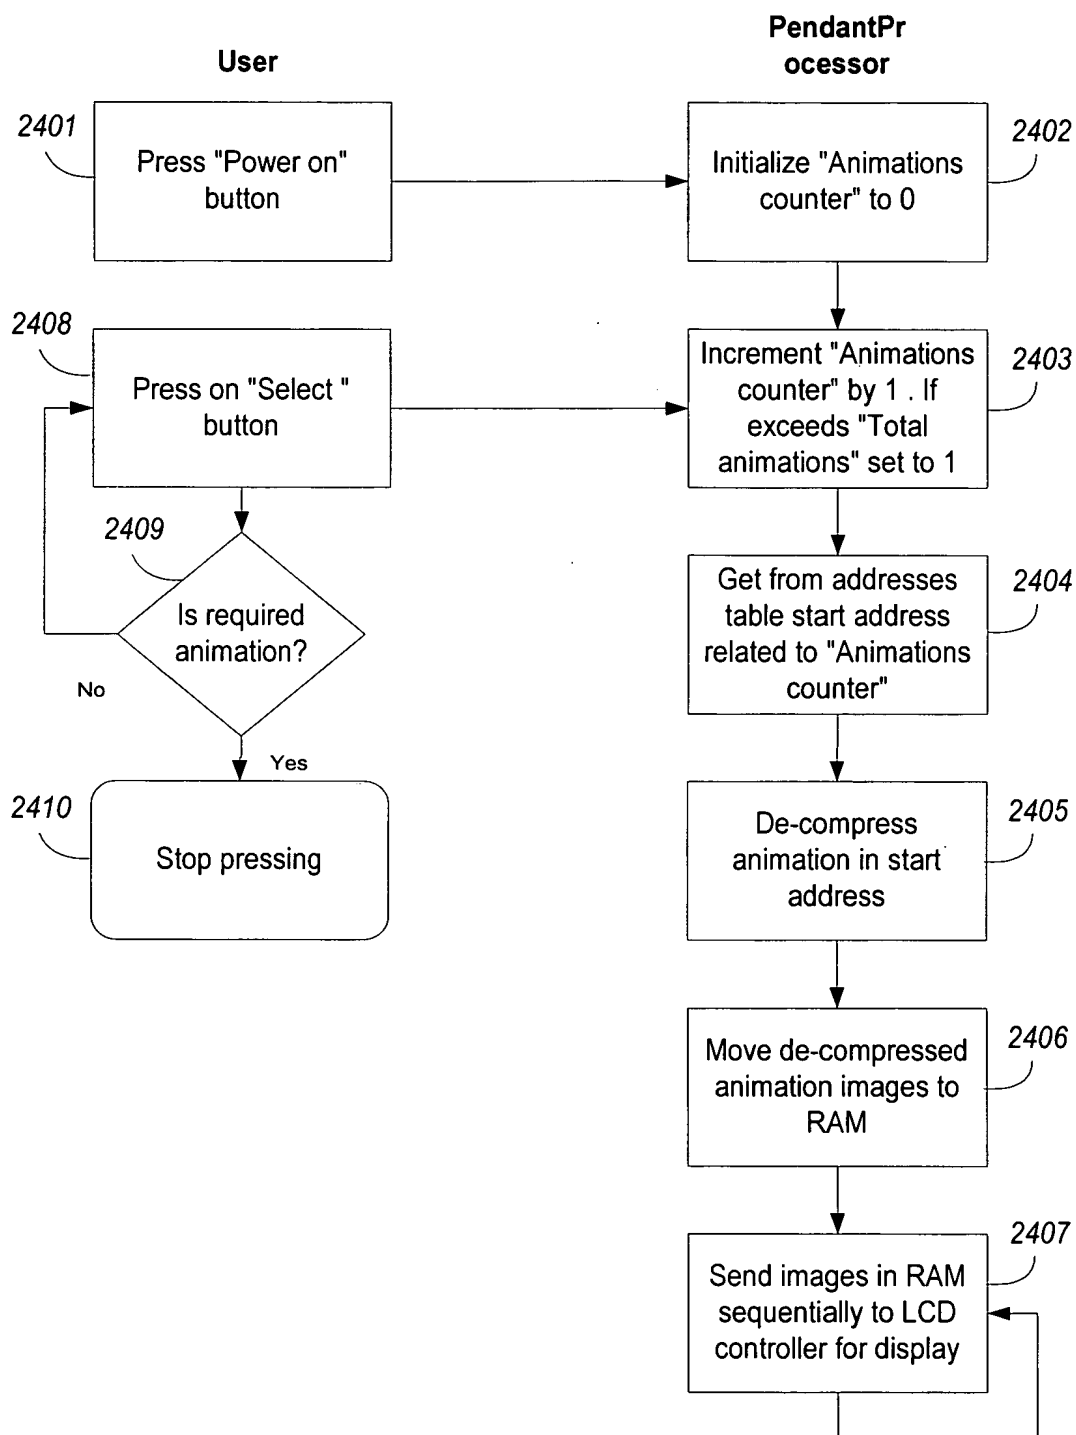 User
PendantPr
ocessor
2401
Press "Power on"
button
2402
Initialize "Animations
counter" to 0
2408
Press on "Select "
button
2403
Increment "Animations
counter" by 1 . If
exceeds "Total
animations" set to 1
2409
Is required
animation?
No
Yes
2404
Get from addresses
table start address
related to "Animations
counter"
2410
Stop pressing
2405
De-compress
animation in start
address
2406
Move de-compressed
animation images to
RAM
2407
Send images in RAM
sequentially to LCD
controller for display